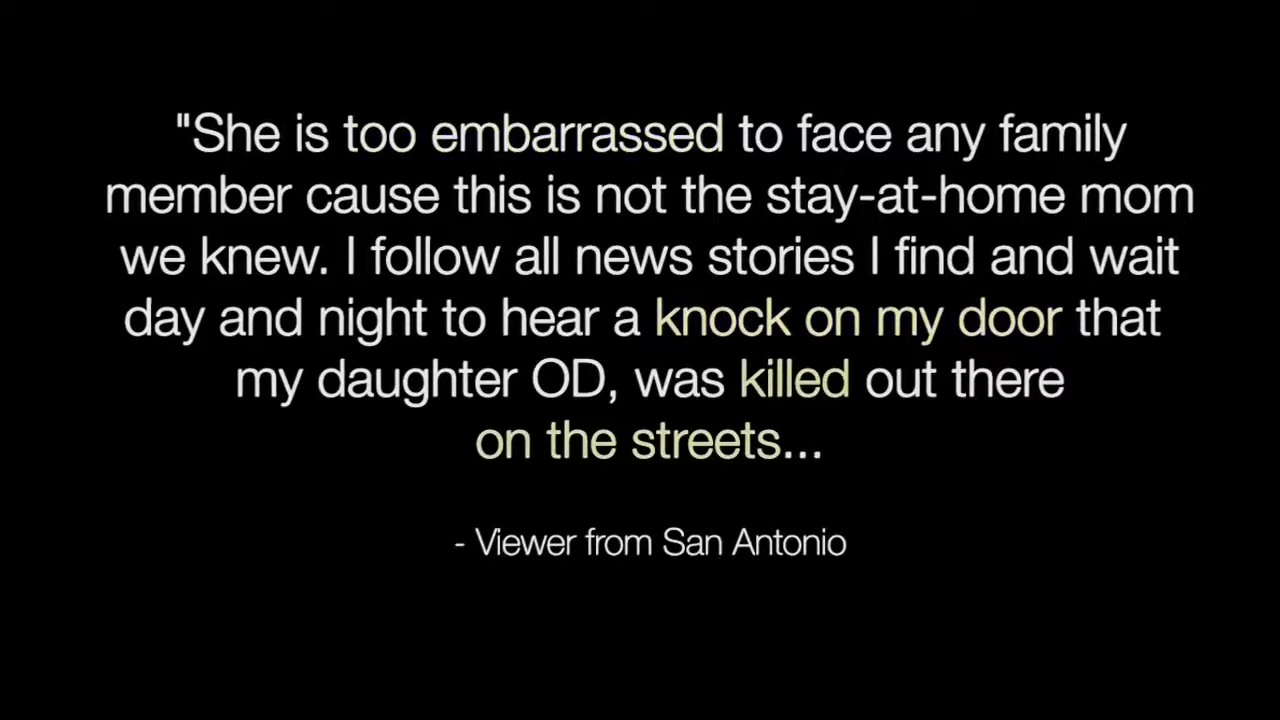 "She is too embarrassed to face any family
member cause this is not the stay-at-home mom
we knew. I follow all news stories I find and wait
day and night to hear a knock on my door that
my daughter OD, was killed out there
on the streets...
- Viewer from San Antonio